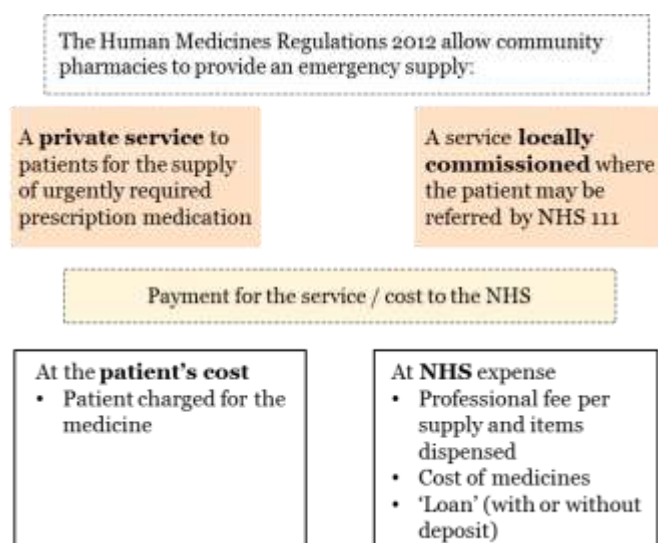 The Human Medicines Regulations 2012 allow community
pharmacies to provide an emergency supply:
A private service to
patients for the supply
of urgently required
prescription medication
A service locally
commissioned where
the patient may be
referred by NHS 111
Payment for the service / cost to the NHS
At the patient's cost
• Patient charged for the
medicine
At NHS expense
• Professional fee per
supply and items
dispensed
• Cost of medicines
• 'Loan' (with or without
deposit)